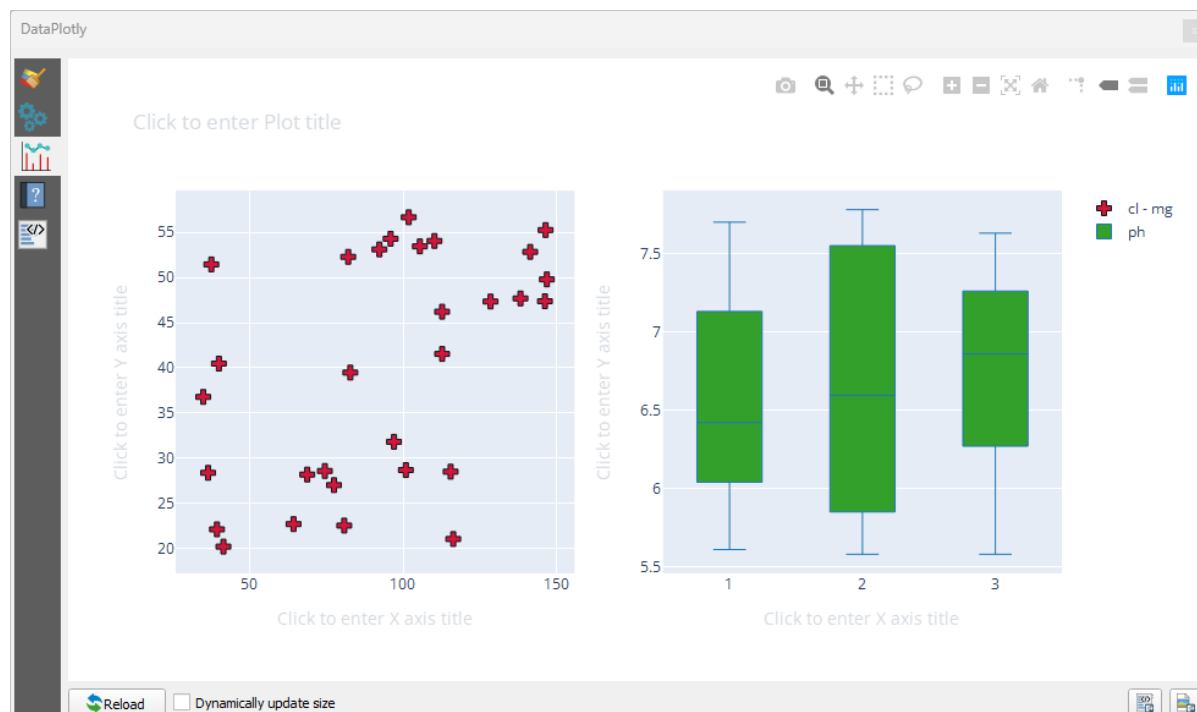 DataPlotly
Click to enter Plot title
55
50
45
40
35
30
25
20
Click to enter Y axis title
50
100
150
Click to enter X axis title
7.5
7
6.5
6
5.5
Click to enter Y axis title
1
2
3
Click to enter X axis title
cl - mg
ph
?
</>
Reload
Dynamically update size